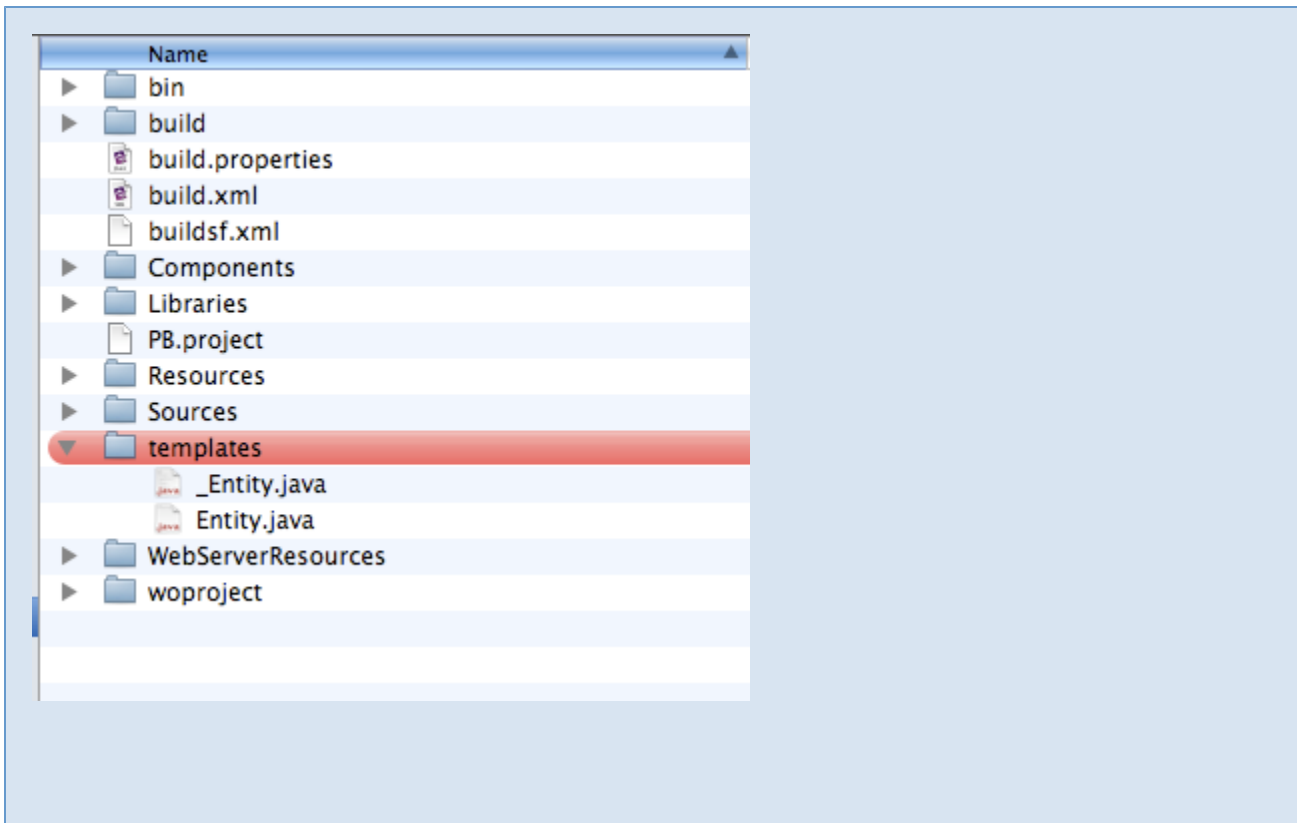 Name
bin
build
build.properties
build.xml
buildsf.xml
Components
Libraries
PB.project
Resources
Sources
templates
_Entity.java
Entity.java
WebServerResources
woproject